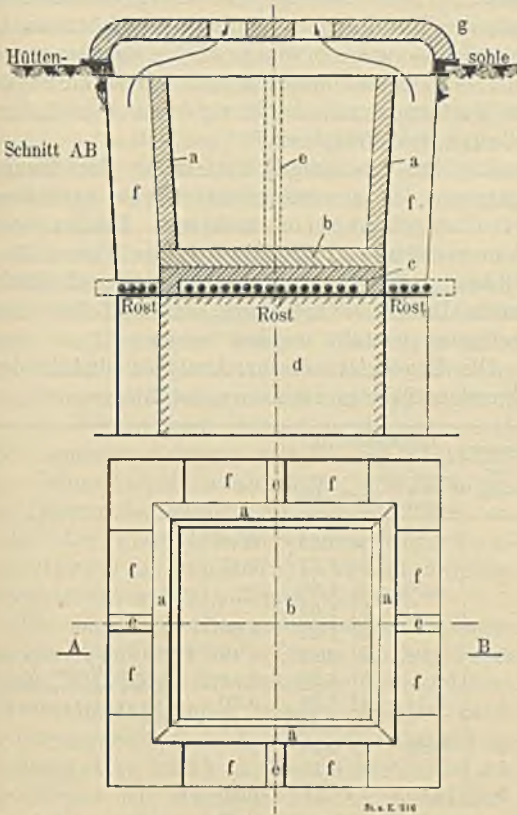 g
Hütten- sohle
Schnitt AB
a e a
f f
b
c
Rost Rost Rost
d
f e f
a
f f
a b a
e e
A B
f f
a
f e f